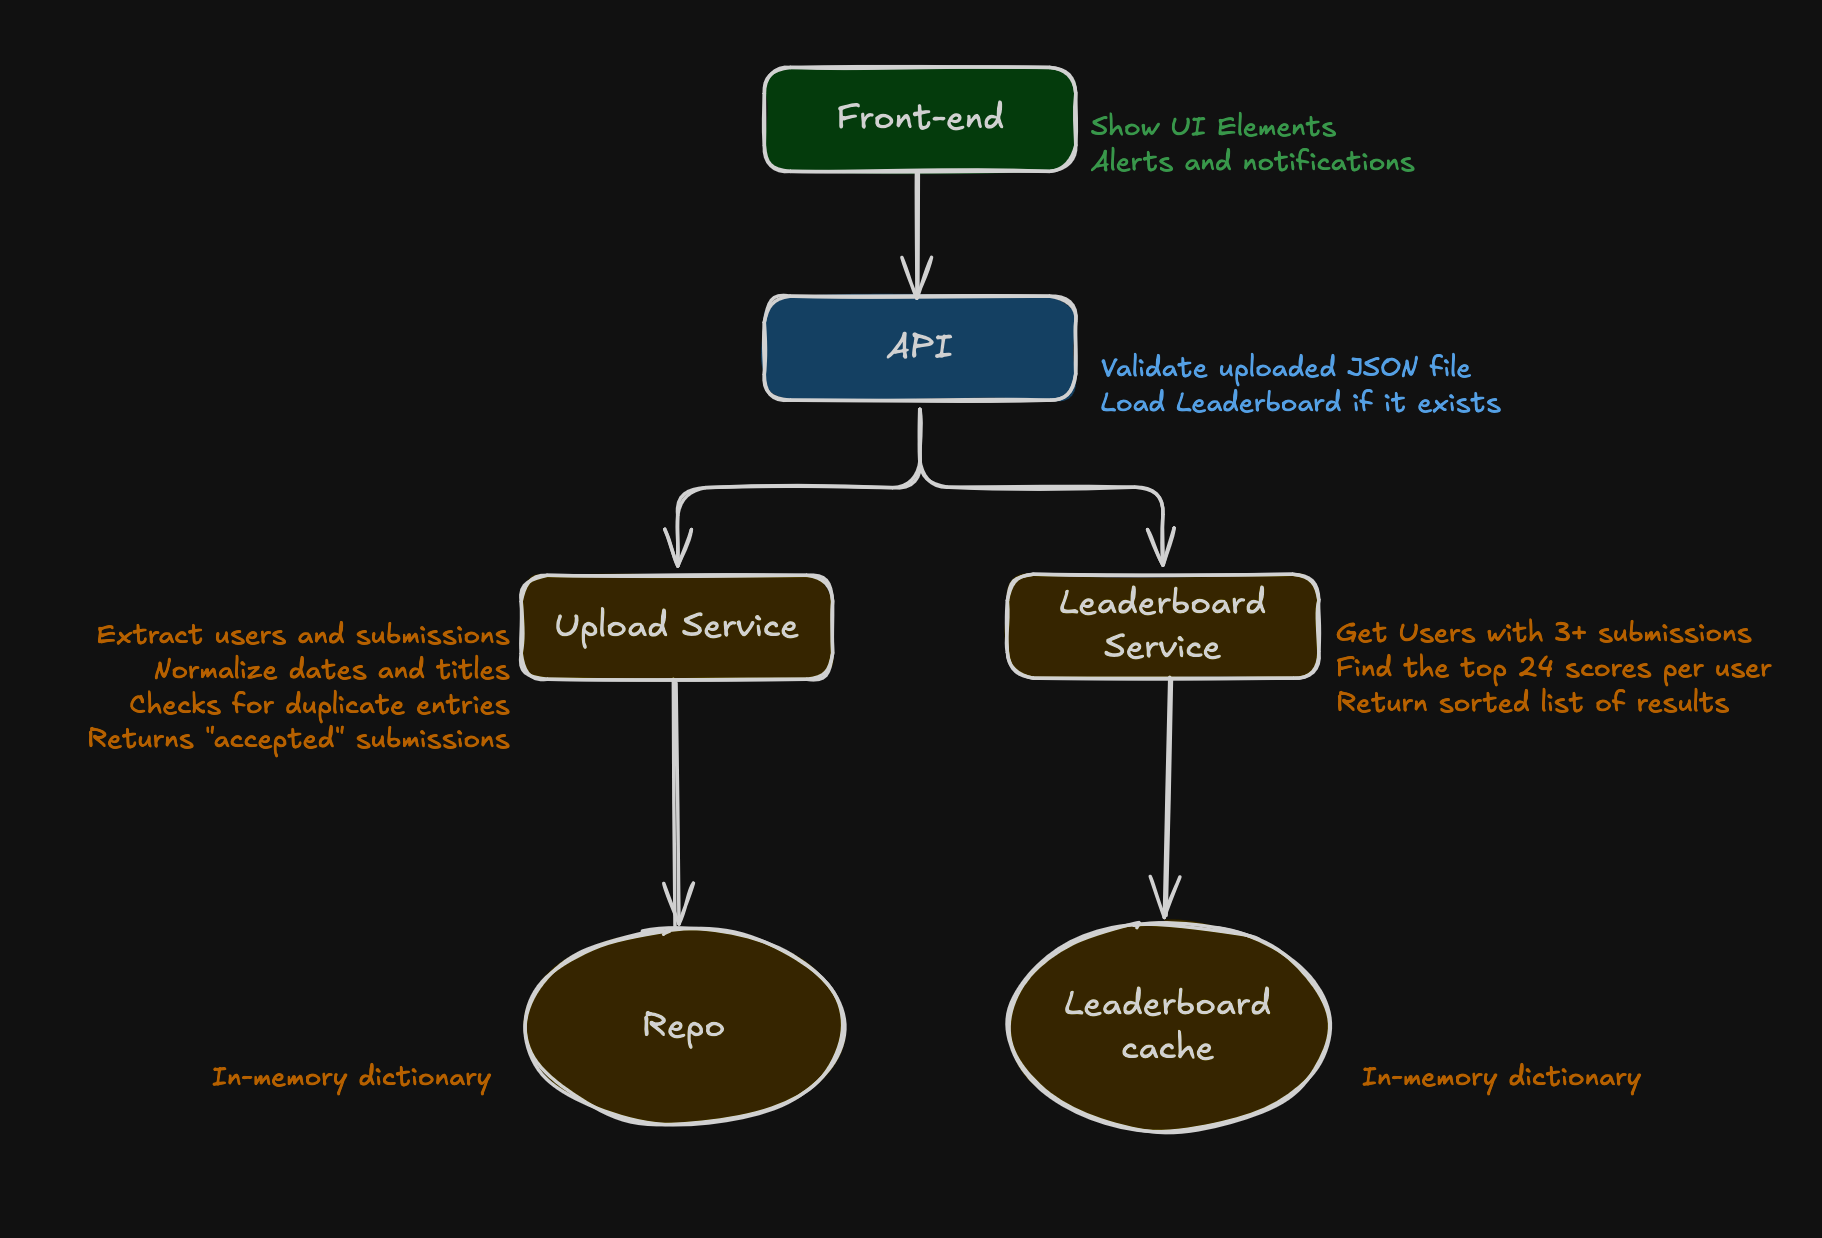 Front-end
Show UI Elements
Alerts and notifications
API
Validate uploaded JSON file
Load Leaderboard if it exists
Upload Service
Extract users and submissions
Normalize dates and titles
Checks for duplicate entries
Returns "accepted" submissions
Leaderboard
Service
Get Users with 3+ submissions
Find the top 24 scores per user
Return sorted list of results
Repo
In-memory dictionary
Leaderboard
cache
In-memory dictionary